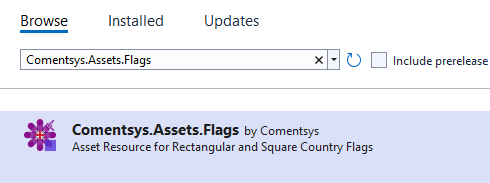 Browse Installed Updates
Comentsys.Assets.Flags
Include prerelease
Comentsys.Assets.Flags by Comentsys
Asset Resource for Rectangular and Square Country Flags